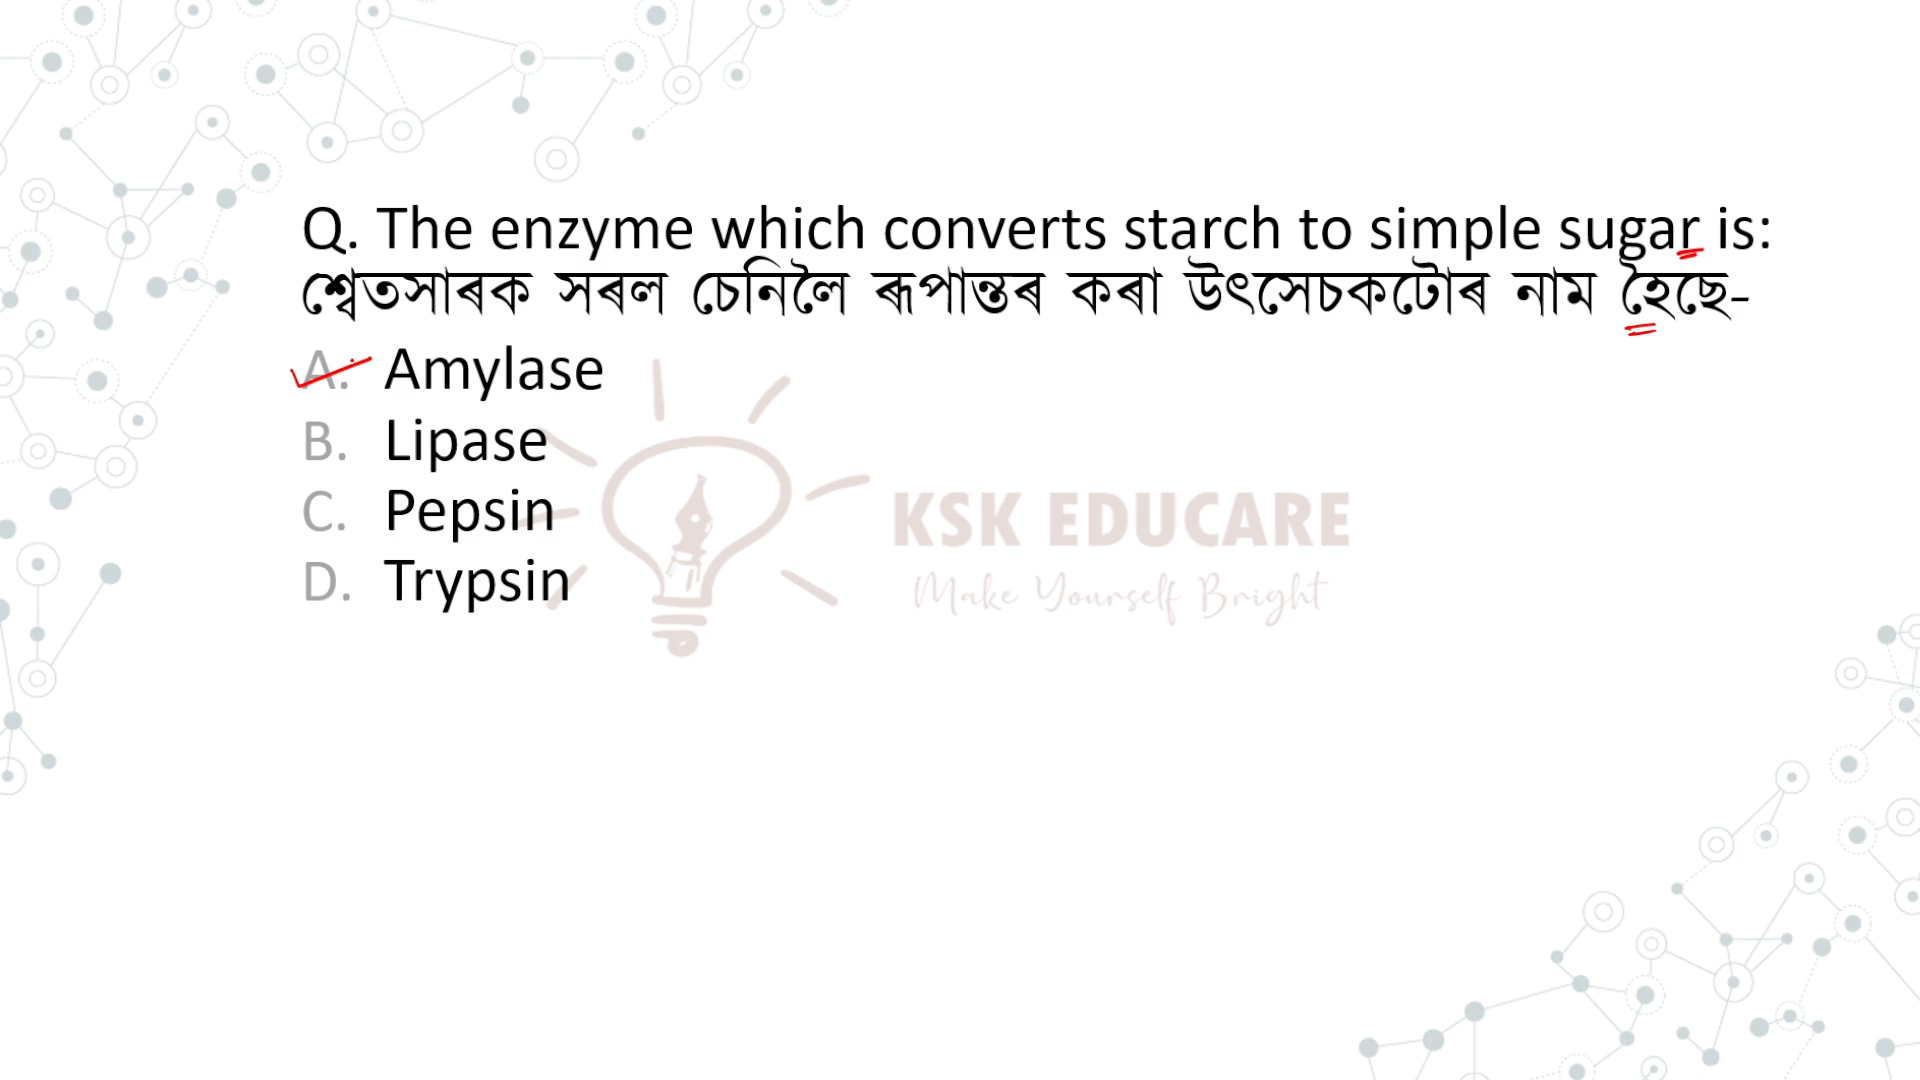 Q. The enzyme which converts starch to simple sugar is:
শ্বেতসাৰক সৰল চেনিলৈ ৰূপান্তৰ কৰা উৎসেচকটোৰ নাম হৈছে-
A. Amylase
B. Lipase
C. Pepsin
D. Trypsin
KSK EDUCARE
Make Yourself Bright